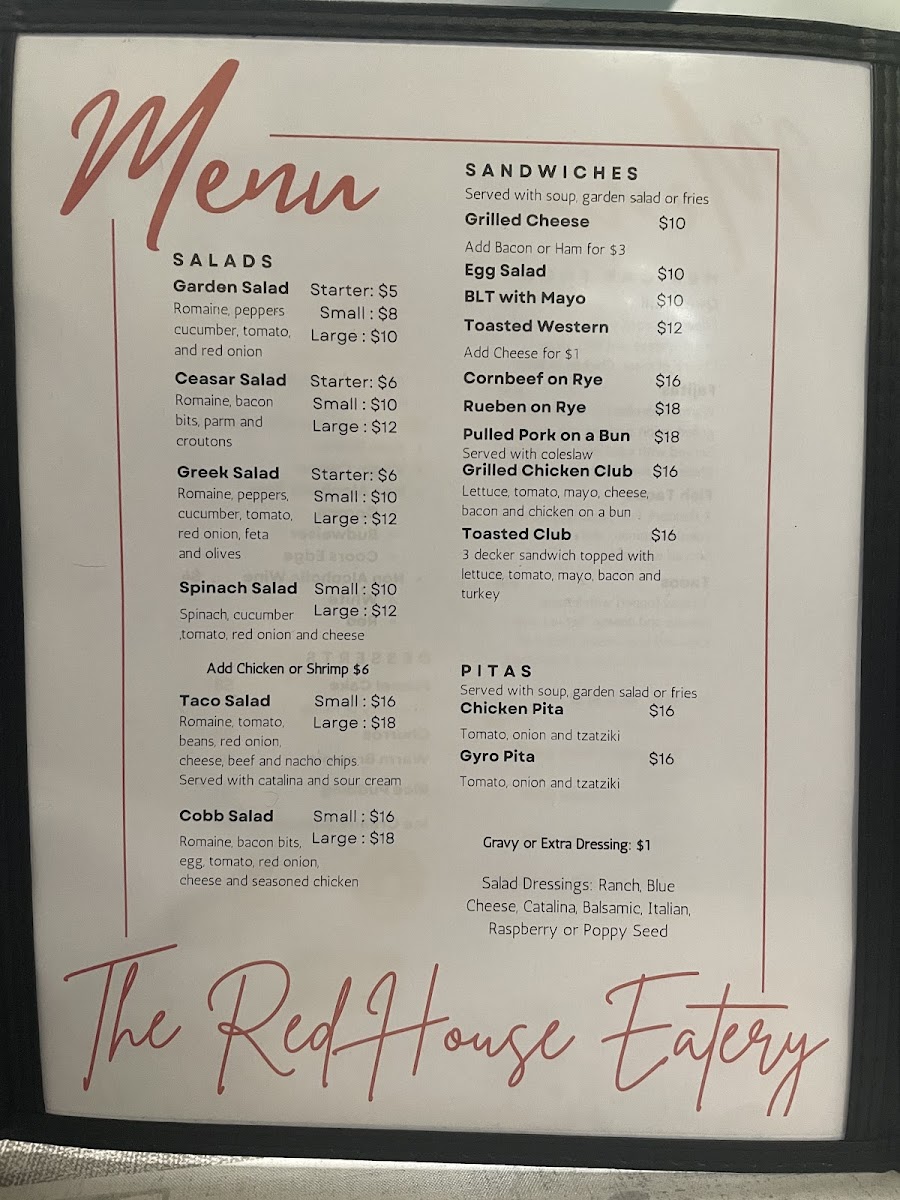 Menu
SALADS
Garden Salad Starter: $5
Romaine, peppers Small : $8
cucumber, tomato, Large : $10
and red onion
Ceasar Salad Starter: $6
Romaine, bacon Small : $10
bits, parm and Large : $12
croutons
Greek Salad Starter: $6
Romaine, peppers, Small : $10
cucumber, tomato, Large : $12
red onion, feta
and olives
Spinach Salad Small : $10
Spinach, cucumber Large : $12
,tomato, red onion and cheese
Add Chicken or Shrimp $6
Taco Salad Small : $16
Romaine, tomato, Large : $18
beans, red onion,
cheese, beef and nacho chips
Served with catalina and sour cream
Cobb Salad Small : $16
Romaine, bacon bits, Large : $18
egg, tomato, red onion,
cheese and seasoned chicken
SANDWICHES
Served with soup, garden salad or fries
Grilled Cheese $10
Add Bacon or Ham for $3
Egg Salad $10
BLT with Mayo $10
Toasted Western $12
Add Cheese for $1
Cornbeef on Rye $16
Rueben on Rye $18
Pulled Pork on a Bun $18
Served with coleslaw
Grilled Chicken Club $16
Lettuce, tomato, mayo, cheese,
bacon and chicken on a bun
Toasted Club $16
3 decker sandwich topped with
lettuce, tomato, mayo, bacon and
turkey
PITAS
Served with soup, garden salad or fries
Chicken Pita $16
Tomato, onion and tzatziki
Gyro Pita $16
Tomato, onion and tzatziki
Gravy or Extra Dressing: $1
Salad Dressings: Ranch, Blue
Cheese, Catalina, Balsamic, Italian,
Raspberry or Poppy Seed
The Red House Eatery